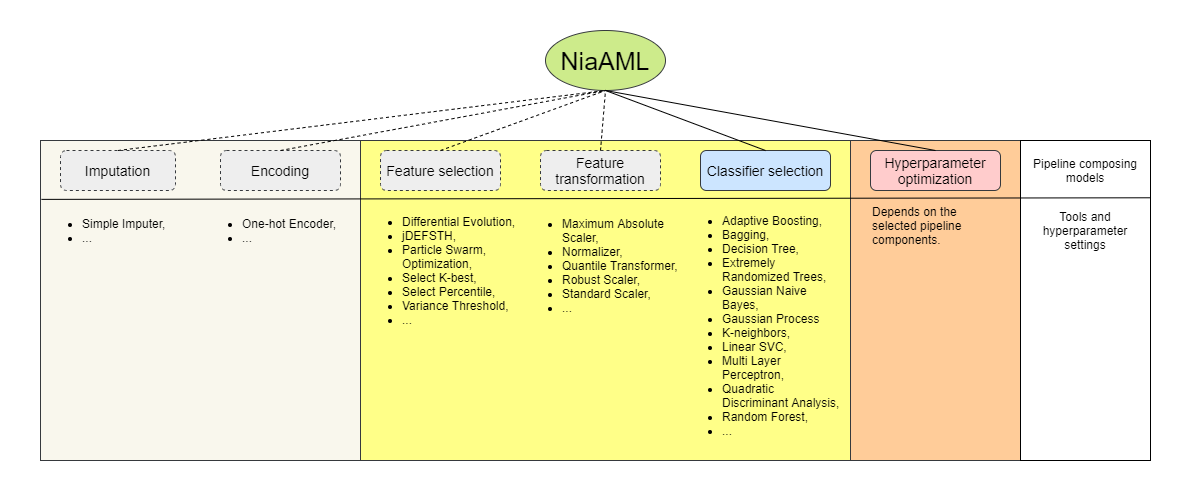 NiaAML
Imputation
Encoding
Feature selection
Feature
transformation
Classifier selection
Hyperparameter
optimization
Pipeline composing
models
Simple Imputer,
...
One-hot Encoder,
...
Differential Evolution,
jDEFSTH,
Particle Swarm,
Optimization,
Select K-best,
Select Percentile,
Variance Threshold,
...
Maximum Absolute
Scaler,
Normalizer,
Quantile Transformer,
Robust Scaler,
Standard Scaler,
...
Adaptive Boosting,
Bagging,
Decision Tree,
Extremely
Randomized Trees,
Gaussian Naive
Bayes,
Gaussian Process
K-neighbors,
Linear SVC,
Multi Layer
Perceptron,
Quadratic
Discriminant Analysis,
Random Forest,
...
Depends on the
selected pipeline
components.
Tools and
hyperparameter
settings